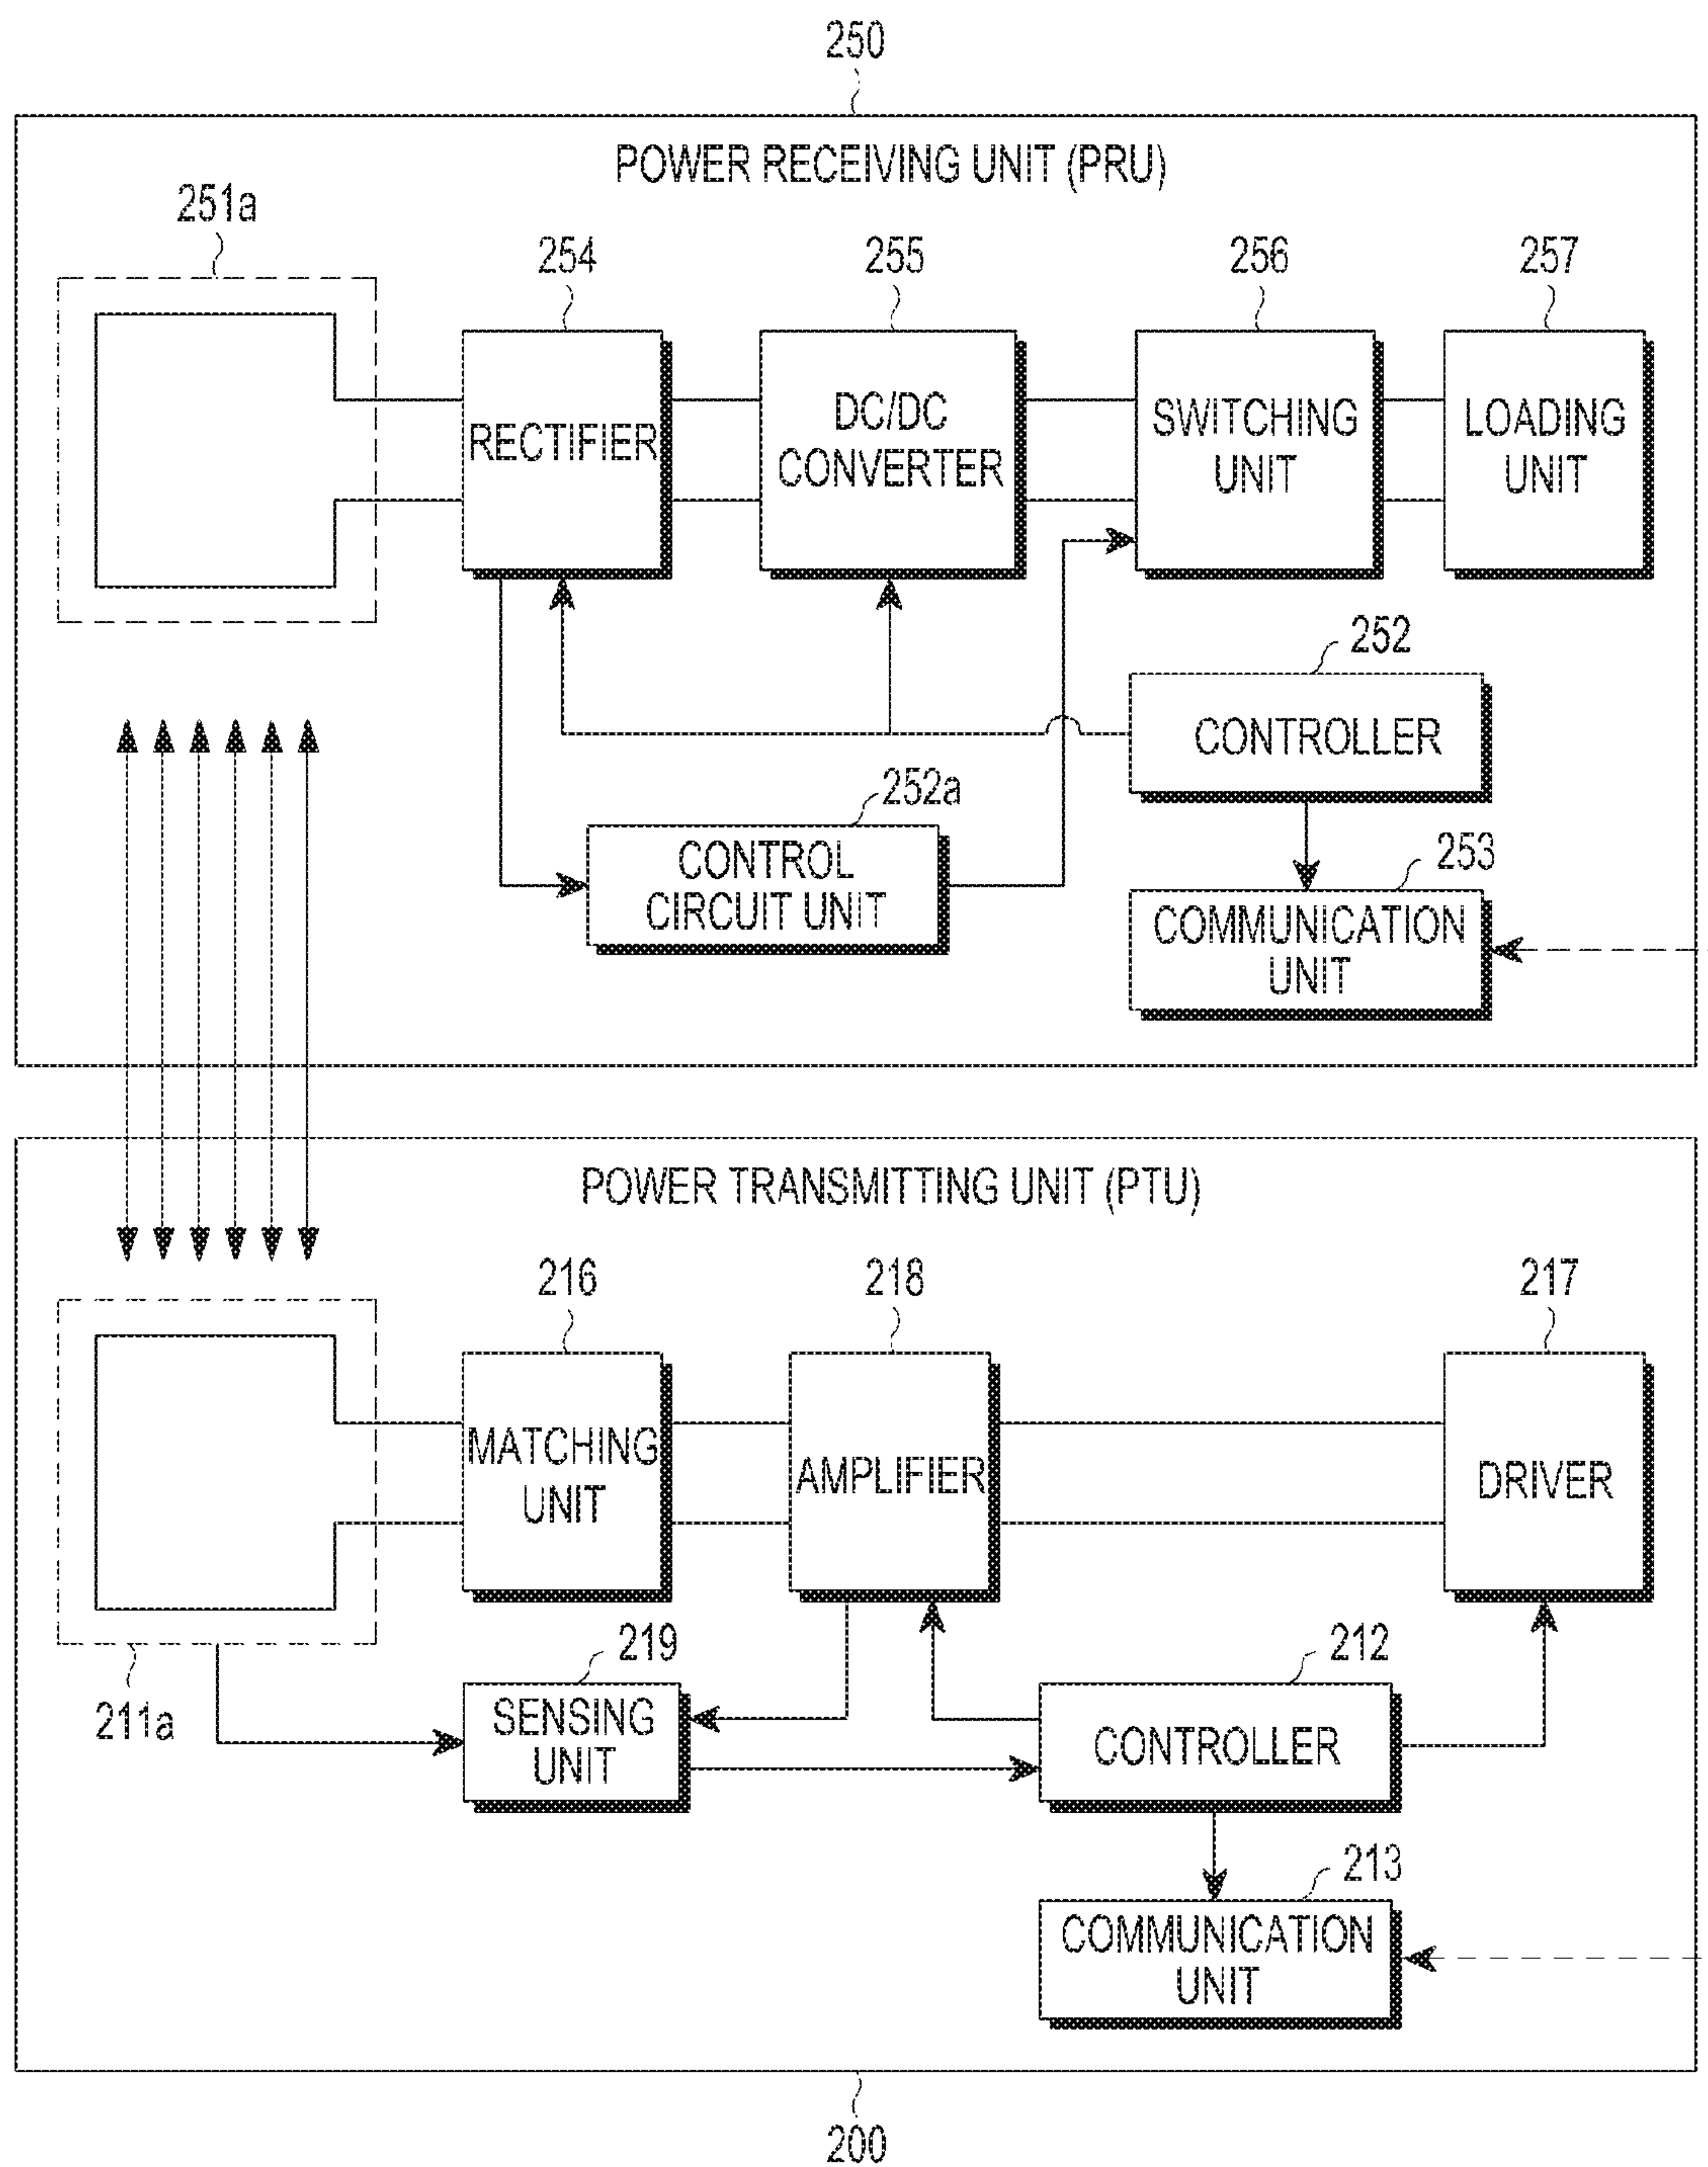 250
POWER RECEIVING UNIT (PRU)
251a
254
255
256
257
RECTIFIER
DC/DC
CONVERTER
SWITCHING
UNIT
LOADING
UNIT
252
CONTROLLER
252a
CONTROL
CIRCUIT UNIT
253
COMMUNICATION
UNIT
POWER TRANSMITTING UNIT (PTU)
216
218
217
MATCHING
UNIT
AMPLIFIER
DRIVER
211a
219
SENSING
UNIT
212
CONTROLLER
213
COMMUNICATION
UNIT
200